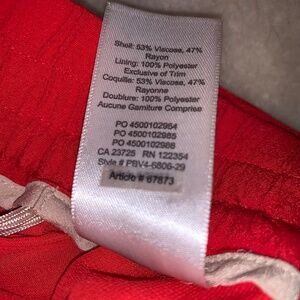 Shell: 53% Viscose, 47%
Rayon
Lining: 100% Polyester
Exclusive of Trim
Coquille: 53% Viscose, 47%
Rayonne
Doublure: 100% Polyester
Aucune Garniture Comprise
PO 4500102984
PO 4500102985
PO 4500102986
CA 23725 RN 122354
Style # PBV4-6806-29
Article # 67873